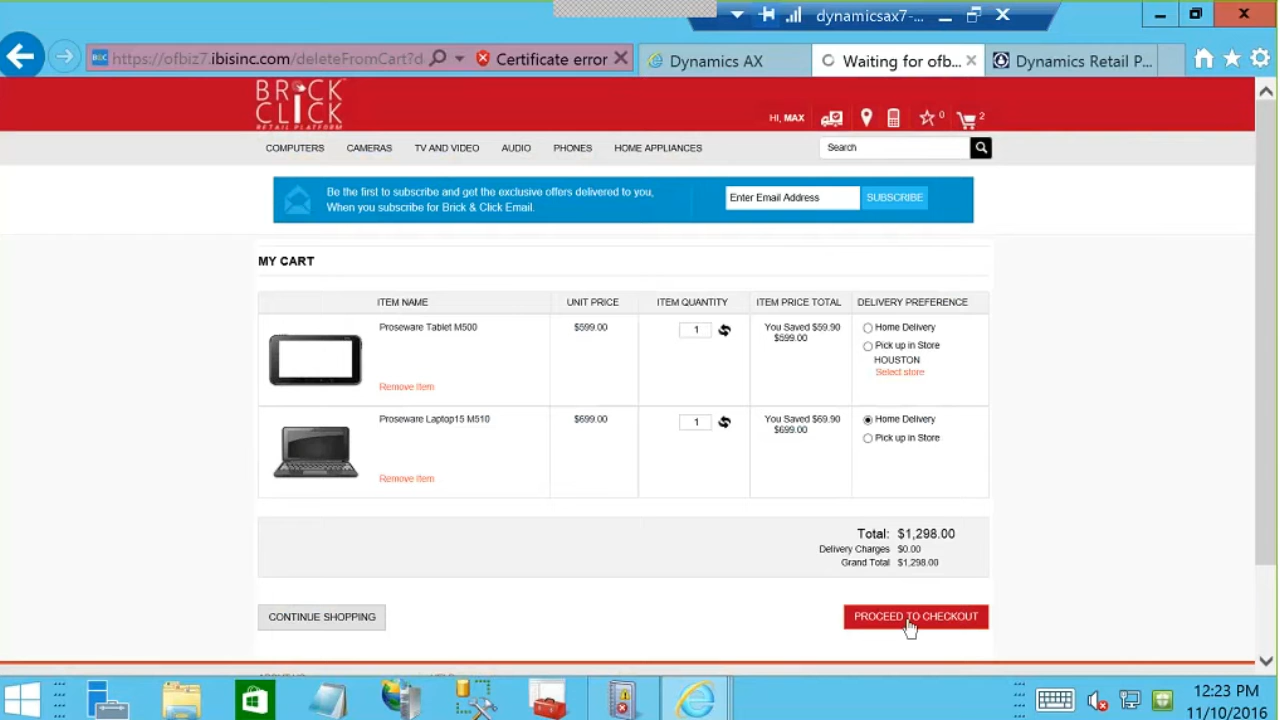 dynamicsax7-...
https://ofbiz7.ibisinc.com/deleteFromCart?d
Certificate error
Dynamics AX
Waiting for ofb...
Dynamics Retail P...
BRICK
CLICK
RETAIL PLATFORM
HI, MAX
0
2
COMPUTERS
CAMERAS
TV AND VIDEO
AUDIO
PHONES
HOME APPLIANCES
Search
Be the first to subscribe and get the exclusive offers delivered to you,
When you subscribe for Brick & Click Email.
Enter Email Address
SUBSCRIBE
MY CART
ITEM NAME
UNIT PRICE
ITEM QUANTITY
ITEM PRICE TOTAL
DELIVERY PREFERENCE
Proseware Tablet M500
$599.00
1
You Saved $59.90
$599.00
Home Delivery
Pick up in Store
HOUSTON
Select store
Remove Item
Proseware Laptop15 M510
$699.00
1
You Saved $69.90
$699.00
Home Delivery
Pick up in Store
Remove Item
Total: $1,298.00
Delivery Charges $0.00
Grand Total $1,298.00
CONTINUE SHOPPING
PROCEED TO CHECKOUT
12:23 PM
11/10/2016